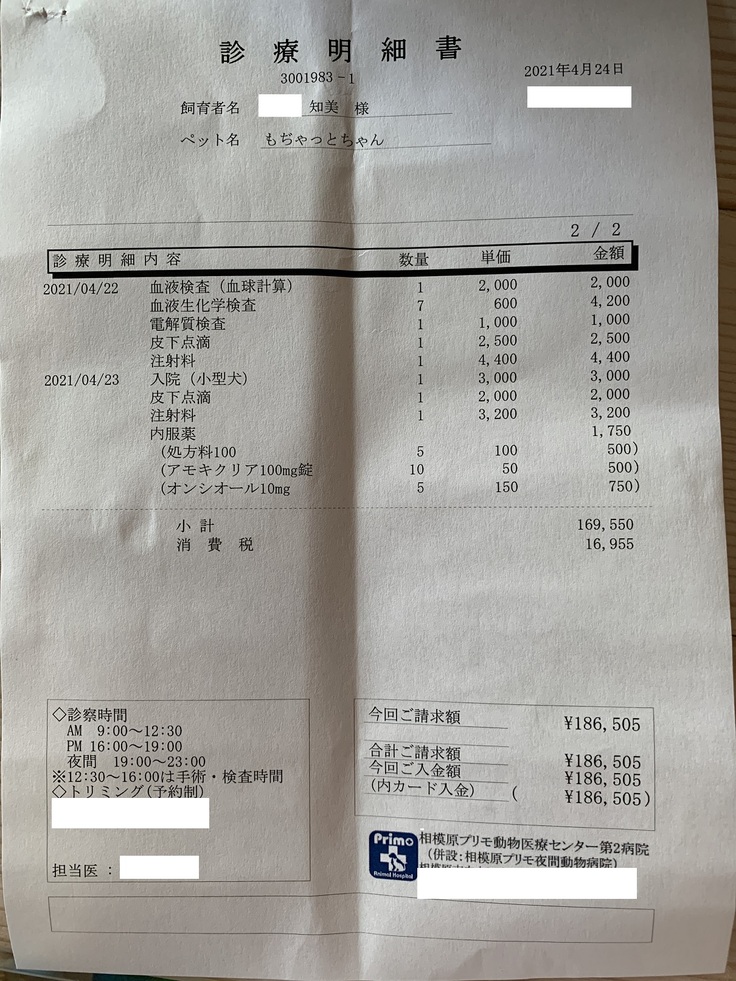 診療明細書
3001983-1
2021年4月24日
飼育者名 知美 様
ペット名 もぢゃっとちゃん
2 / 2
診療明細内容 数量 単価 金額
2021/04/22 血液検査（血球計算） 1 2,000 2,000
血液生化学検査 7 600 4,200
電解質検査 1 1,000 1,000
皮下点滴 1 2,500 2,500
注射料 1 4,400 4,400
2021/04/23 入院（小型犬） 1 3,000 3,000
皮下点滴 1 2,000 2,000
注射料 1 3,200 3,200
内服薬 1,750
（処方料100 5 100 500）
（アモキクリア100mg錠 10 50 500）
（オンシオール10mg 5 150 750）
小計 169,550
消費税 16,955
◇診察時間
AM 9:00～12:30
PM 16:00～19:00
夜間 19:00～23:00
※12:30～16:00は手術・検査時間
◇トリミング(予約制)
担当医：
今回ご請求額 ¥186,505
合計ご請求額 ¥186,505
今回ご入金額 ¥186,505
(内カード入金) ( ¥186,505)
Primo
Animal Hospital
相模原プリモ動物医療センター第2病院
（併設:相模原プリモ夜間動物病院）